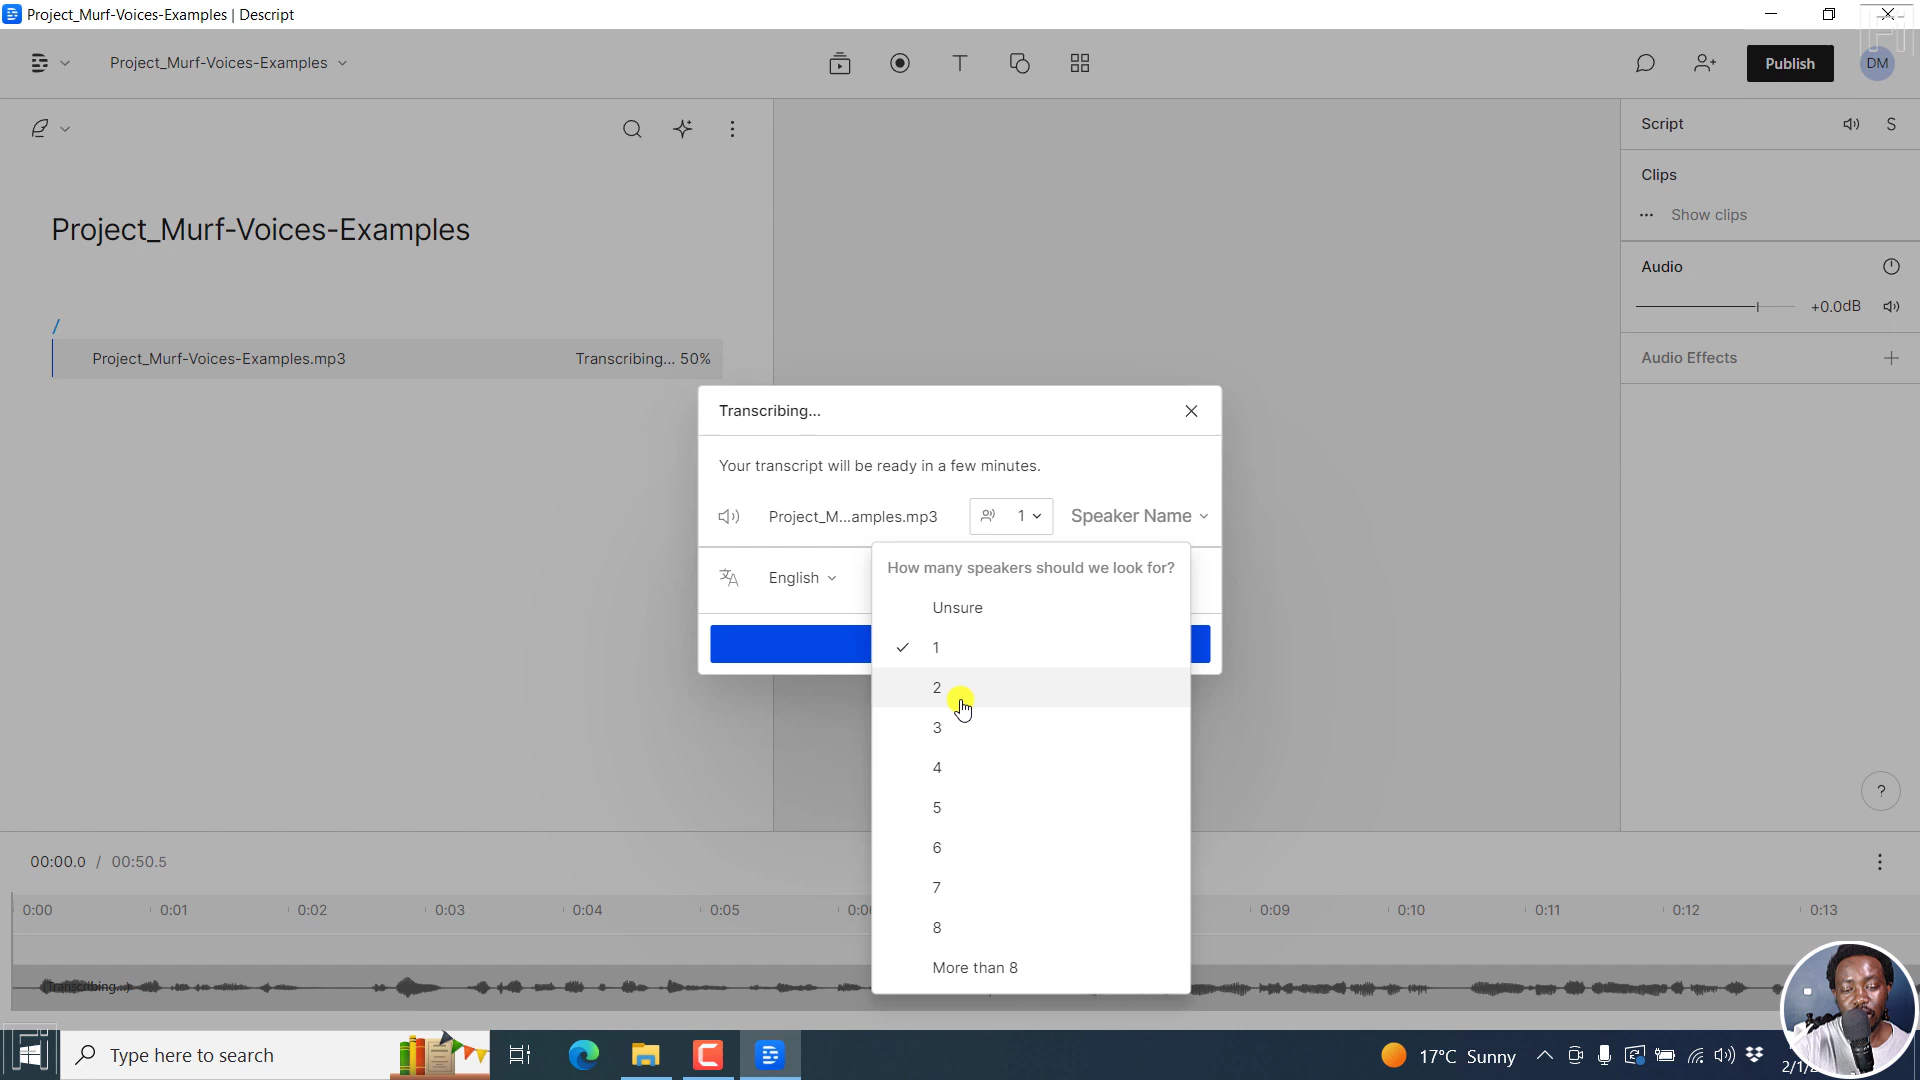 Project_Murf-Voices-Examples | Descript
Project_Murf-Voices-Examples
Publish
DM
Script
S
Clips
Show clips
Audio
+0.0dB
Audio Effects
Project_Murf-Voices-Examples
/
Project_Murf-Voices-Examples.mp3 Transcribing... 50%
Transcribing...
Your transcript will be ready in a few minutes.
Project_M...amples.mp3 1 Speaker Name
English
How many speakers should we look for?
Unsure
1
2
3
4
5
6
7
8
More than 8
?
00:00.0 / 00:50.5
0:00 0:01 0:02 0:03 0:04 0:05 0:09 0:10 0:11 0:12 0:13
Transcribing...
Type here to search
17°C Sunny